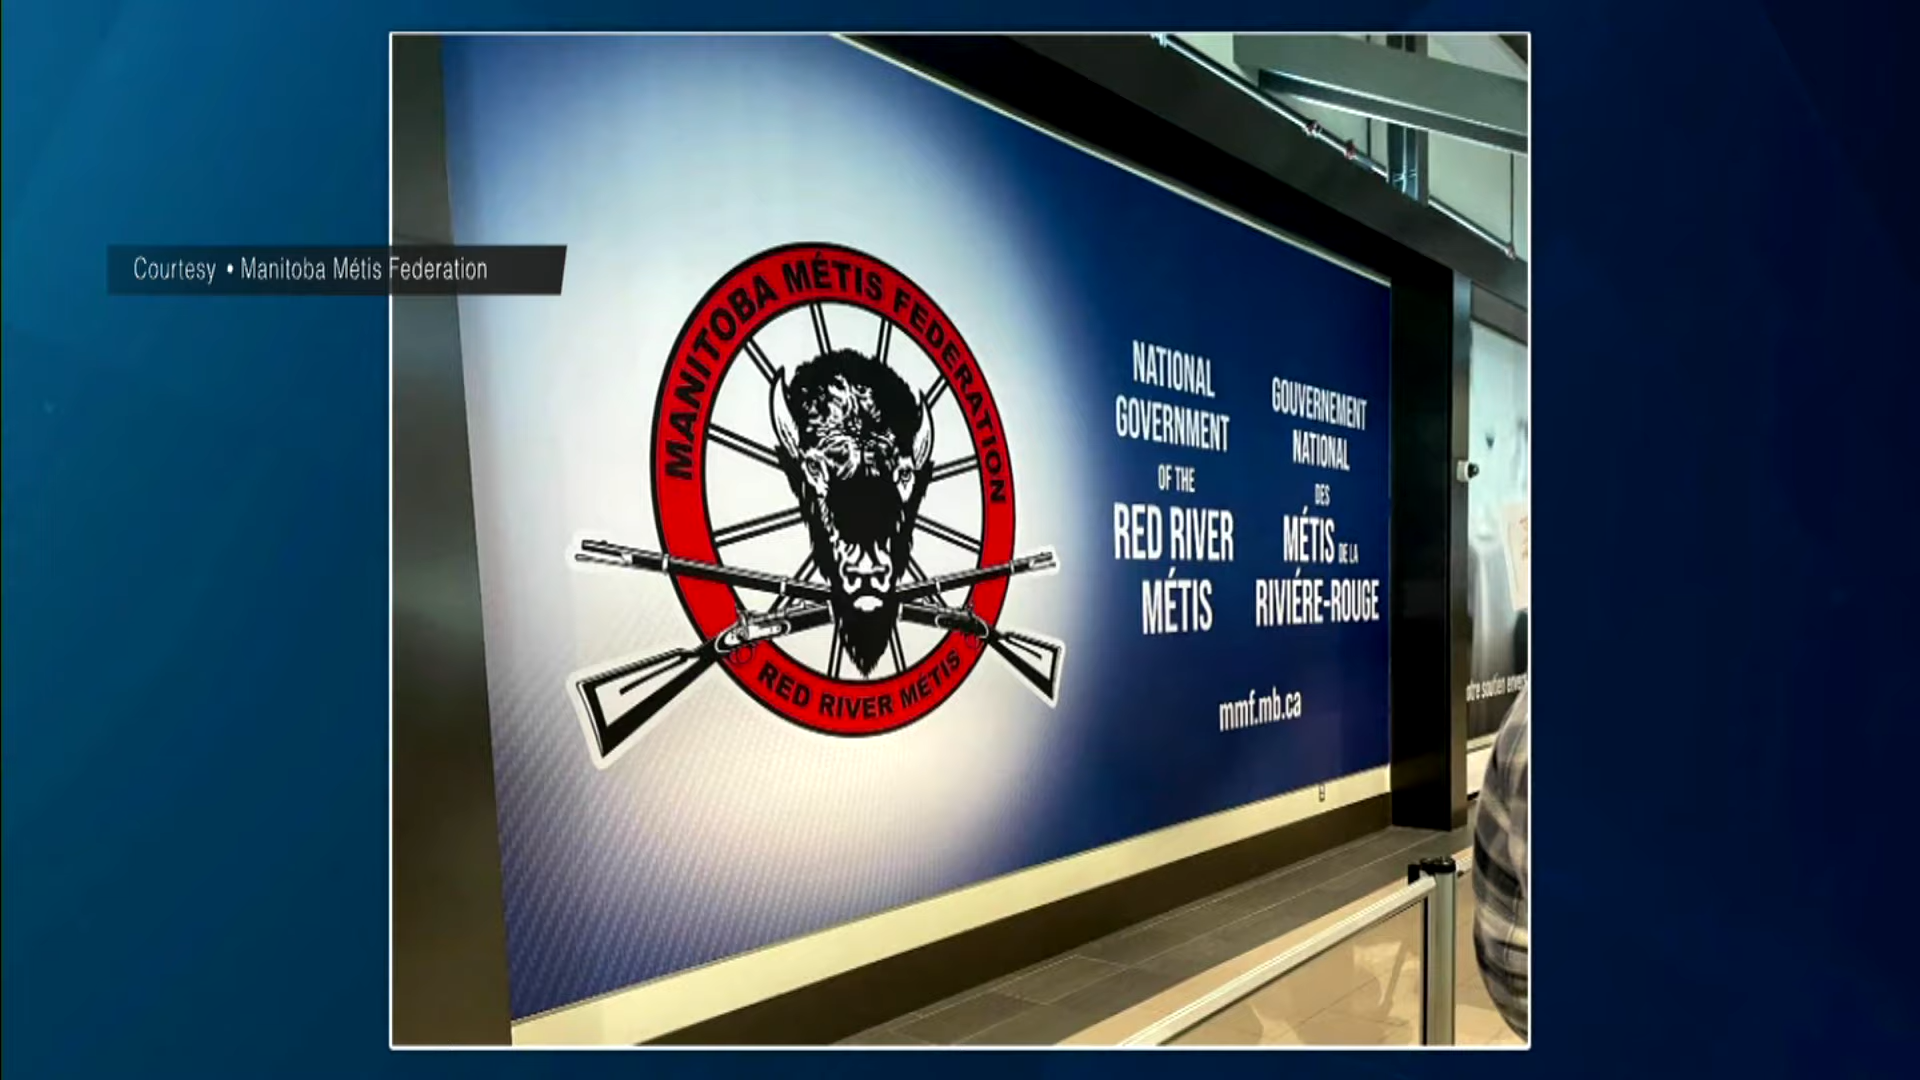 Courtesy • Manitoba Métis Federation
MANITOBA MÉTIS FEDERATION
RED RIVER MÉTIS
NATIONAL
GOVERNMENT
OF THE
RED RIVER
MÉTIS
GOUVERNEMENT
NATIONAL
DES
MÉTIS DE LA
RIVIÉRE-ROUGE
mmf.mb.ca
soutien